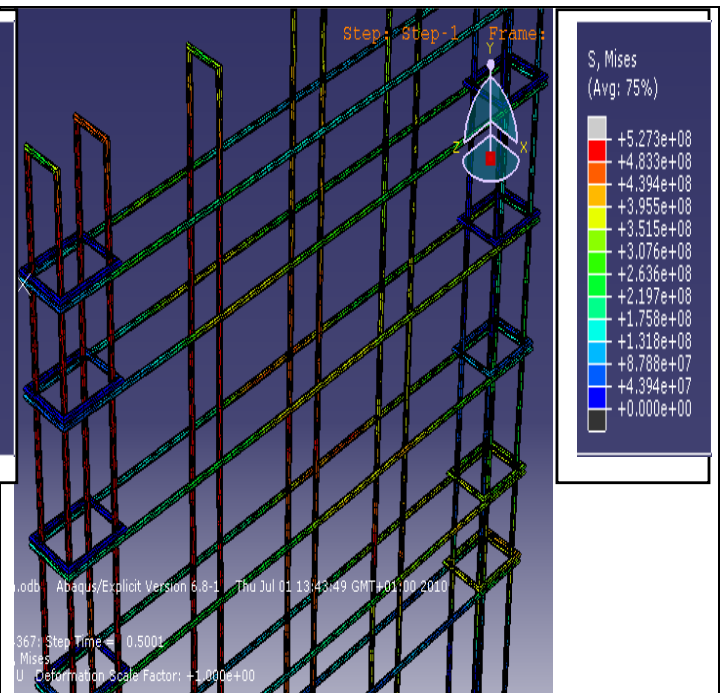 Step: Step-1 Frame:
Y
Z X
S, Mises
(Avg: 75%)
+5.273e+08
+4.833e+08
+4.394e+08
+3.955e+08
+3.515e+08
+3.076e+08
+2.636e+08
+2.197e+08
+1.758e+08
+1.318e+08
+8.788e+07
+4.394e+07
+0.000e+00
.odb Abaqus/Explicit Version 6.8-1 Thu Jul 01 13:43:49 GMT+01:00 2010
367: Step Time = 0.5001
, Mises
U Deformation Scale Factor: +1.000e+00